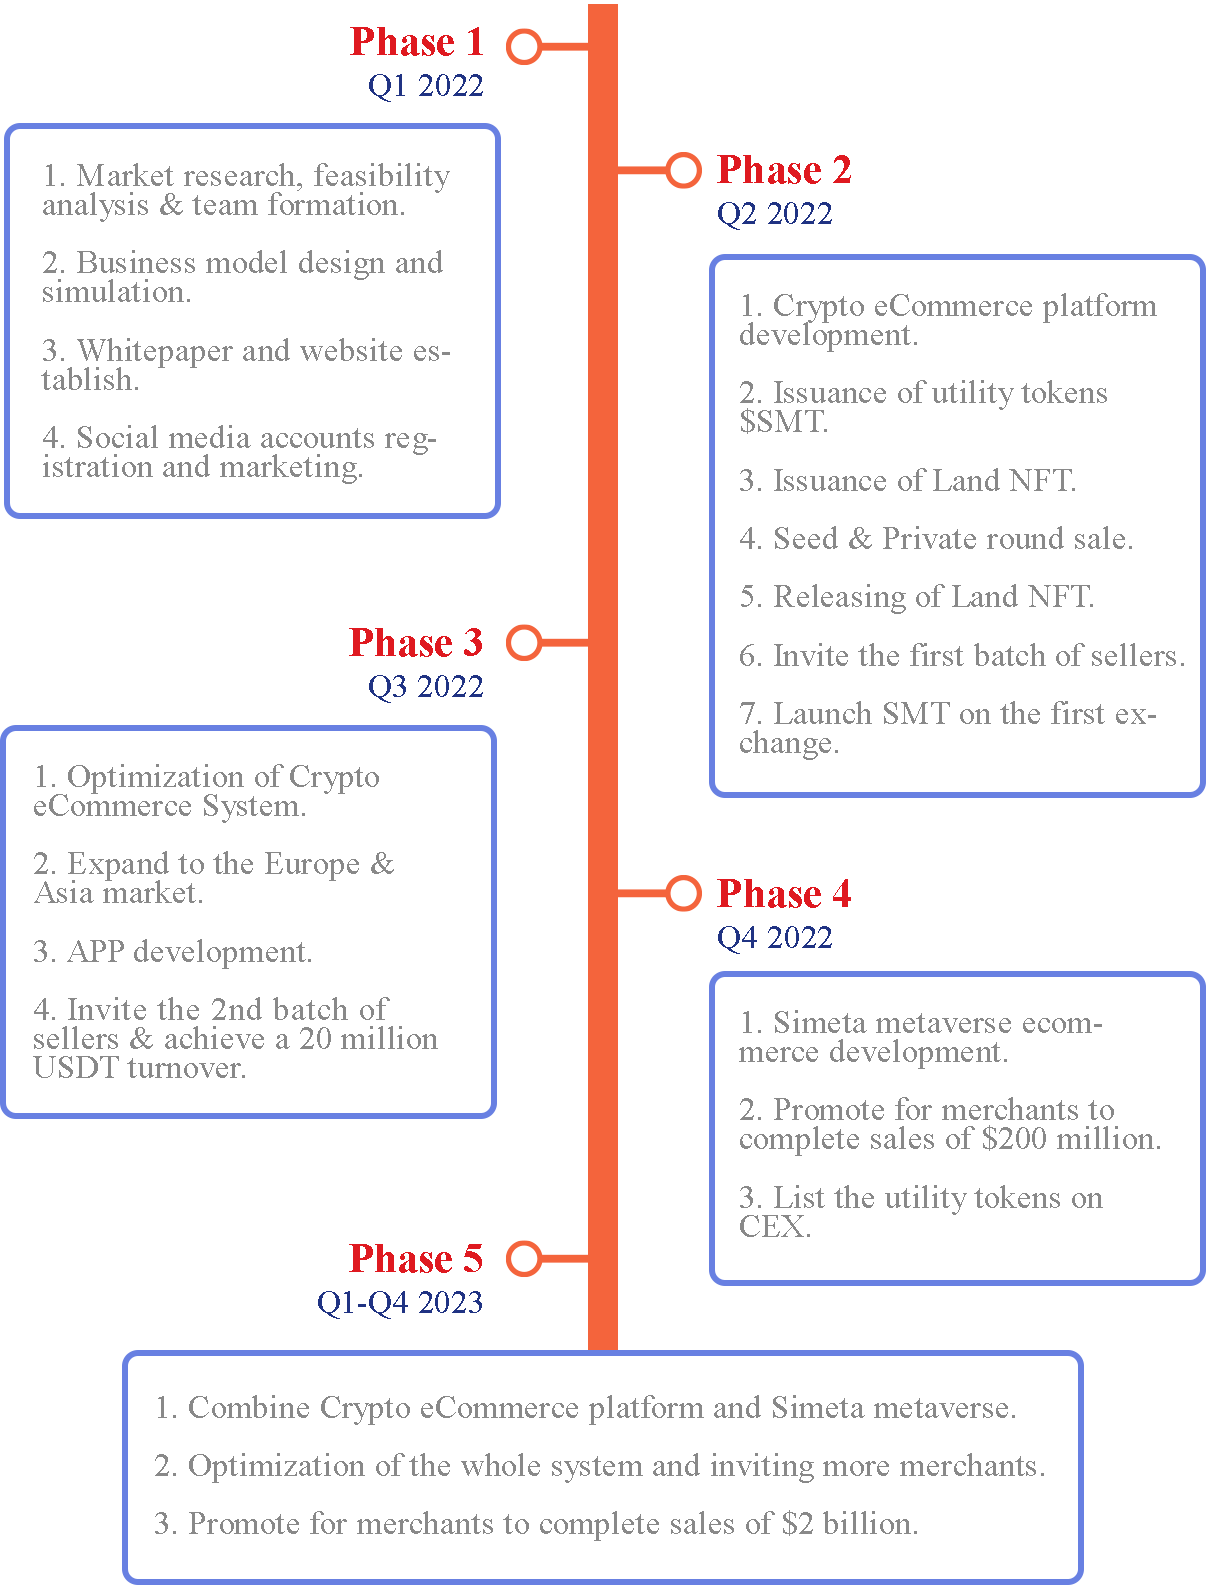 Phase 1
Q1 2022
1. Market research, feasibility
analysis & team formation.
2. Business model design and
simulation.
3. Whitepaper and website es-
tablish.
4. Social media accounts reg-
istration and marketing.
Phase 2
Q2 2022
1. Crypto eCommerce platform
development.
2. Issuance of utility tokens
$SMT.
3. Issuance of Land NFT.
4. Seed & Private round sale.
5. Releasing of Land NFT.
6. Invite the first batch of sellers.
7. Launch SMT on the first ex-
change.
Phase 3
Q3 2022
1. Optimization of Crypto
eCommerce System.
2. Expand to the Europe &
Asia market.
3. APP development.
4. Invite the 2nd batch of
sellers & achieve a 20 million
USDT turnover.
Phase 4
Q4 2022
1. Simeta metaverse ecom-
merce development.
2. Promote for merchants to
complete sales of $200 million.
3. List the utility tokens on
CEX.
Phase 5
Q1-Q4 2023
1. Combine Crypto eCommerce platform and Simeta metaverse.
2. Optimization of the whole system and inviting more merchants.
3. Promote for merchants to complete sales of $2 billion.